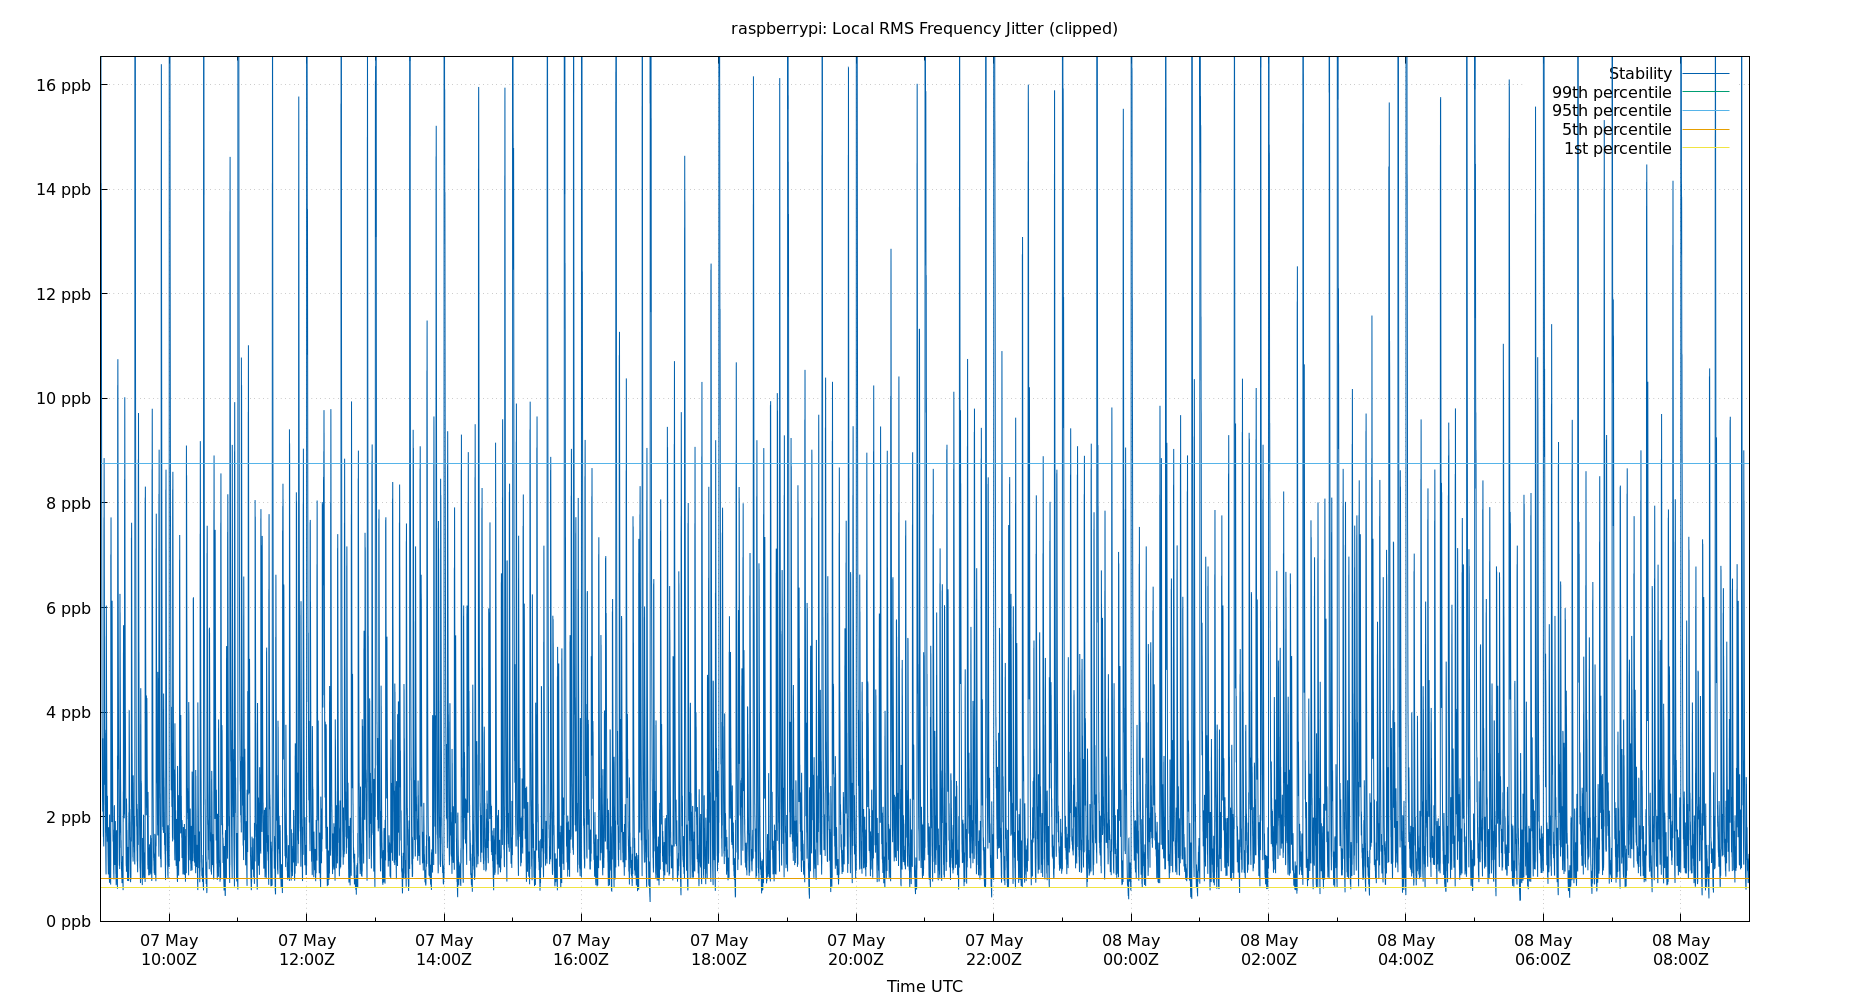 raspberrypi: Local RMS Frequency Jitter (clipped)
Stability
99th percentile
95th percentile
5th percentile
1st percentile
16 ppb
14 ppb
12 ppb
10 ppb
8 ppb
6 ppb
4 ppb
2 ppb
0 ppb
07 May 07 May 07 May 07 May 07 May 07 May 07 May 08 May 08 May 08 May 08 May 08 May
10:00Z 12:00Z 14:00Z 16:00Z 18:00Z 20:00Z 22:00Z 00:00Z 02:00Z 04:00Z 06:00Z 08:00Z
Time UTC